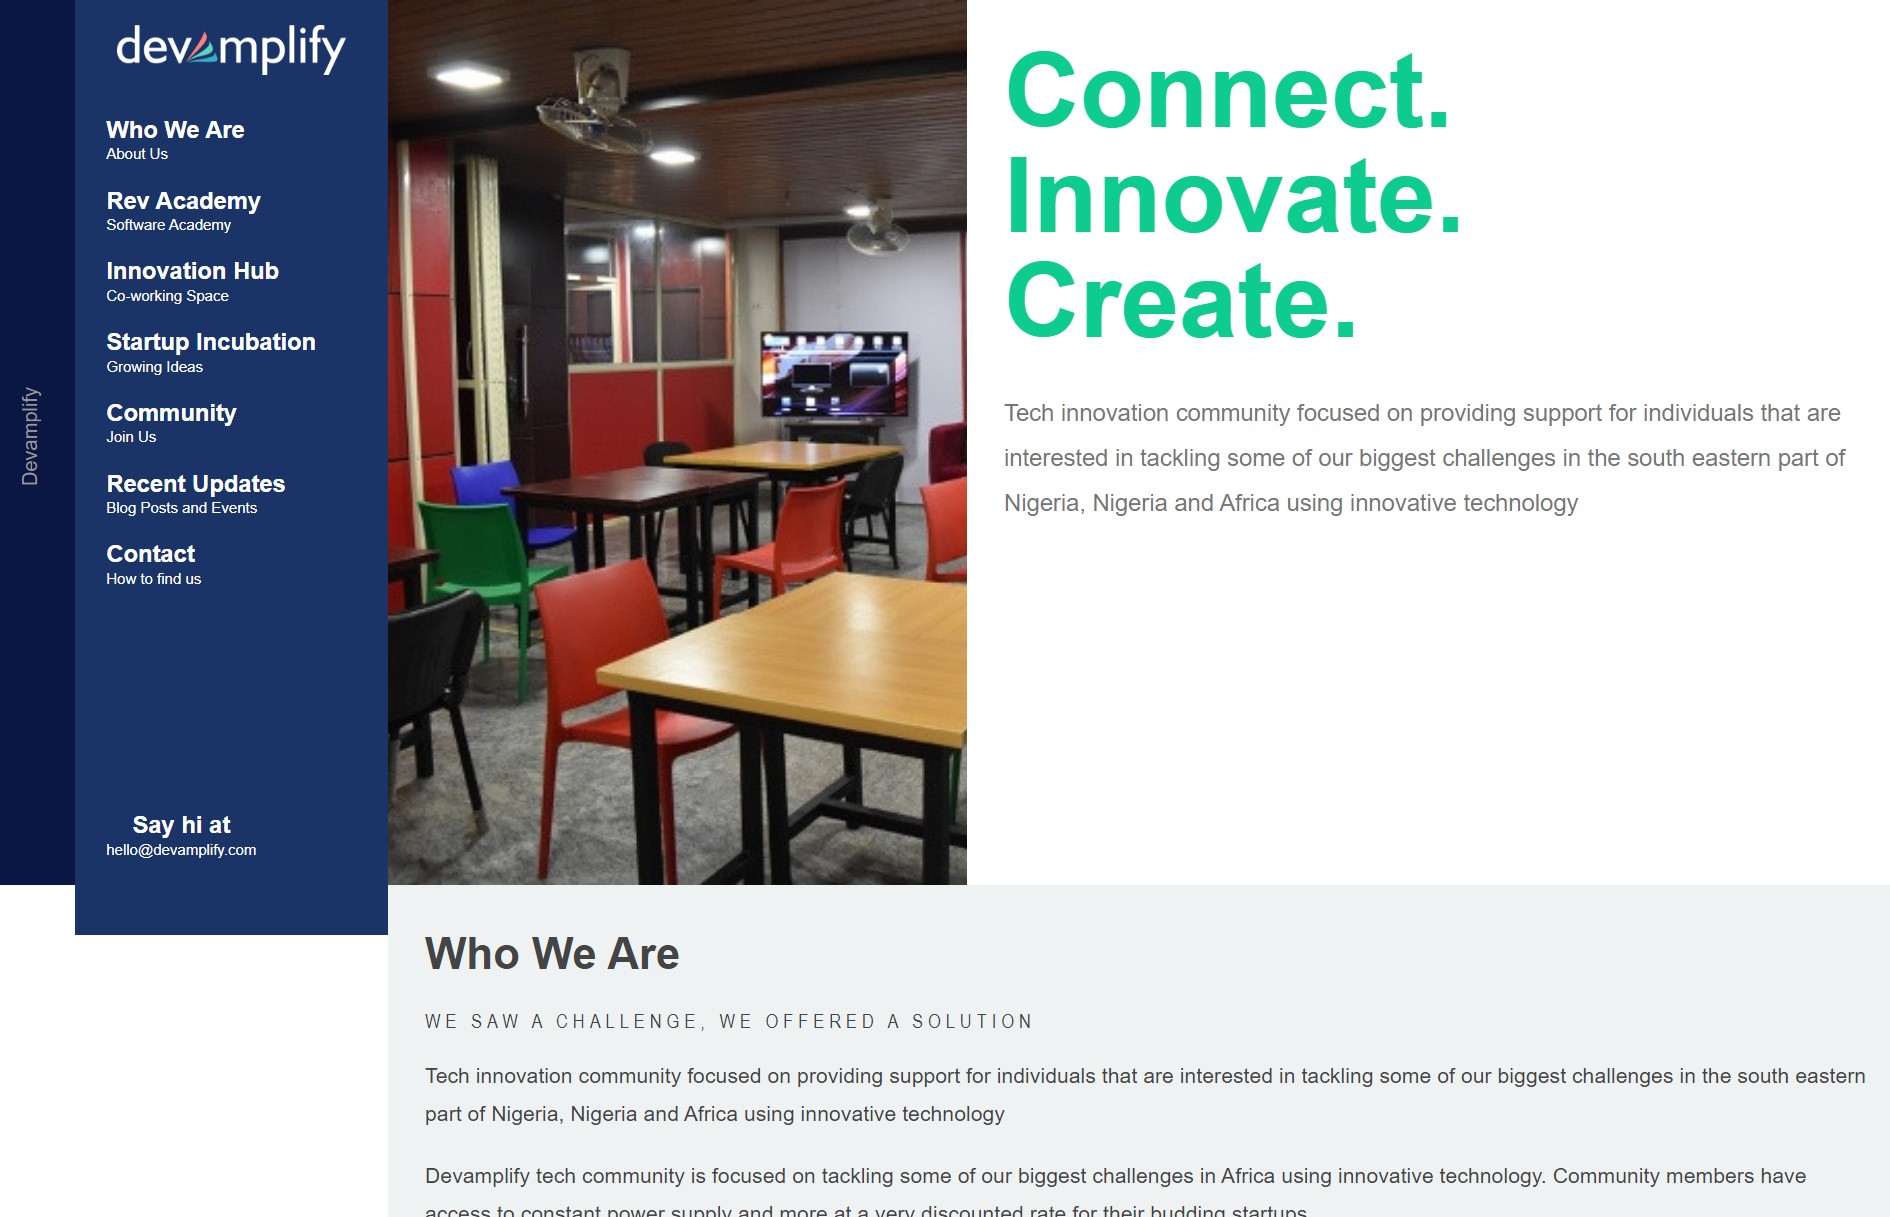 Devamplify
devamplify
Who We Are
About Us
Rev Academy
Software Academy
Innovation Hub
Co-working Space
Startup Incubation
Growing Ideas
Community
Join Us
Recent Updates
Blog Posts and Events
Contact
How to find us
Say hi at
hello@devamplify.com
Connect.
Innovate.
Create.
Tech innovation community focused on providing support for individuals that are
interested in tackling some of our biggest challenges in the south eastern part of
Nigeria, Nigeria and Africa using innovative technology
Who We Are
WE SAW A CHALLENGE, WE OFFERED A SOLUTION
Tech innovation community focused on providing support for individuals that are interested in tackling some of our biggest challenges in the south eastern
part of Nigeria, Nigeria and Africa using innovative technology
Devamplify tech community is focused on tackling some of our biggest challenges in Africa using innovative technology. Community members have
access to constant power supply and more at a very discounted rate for their budding startups.